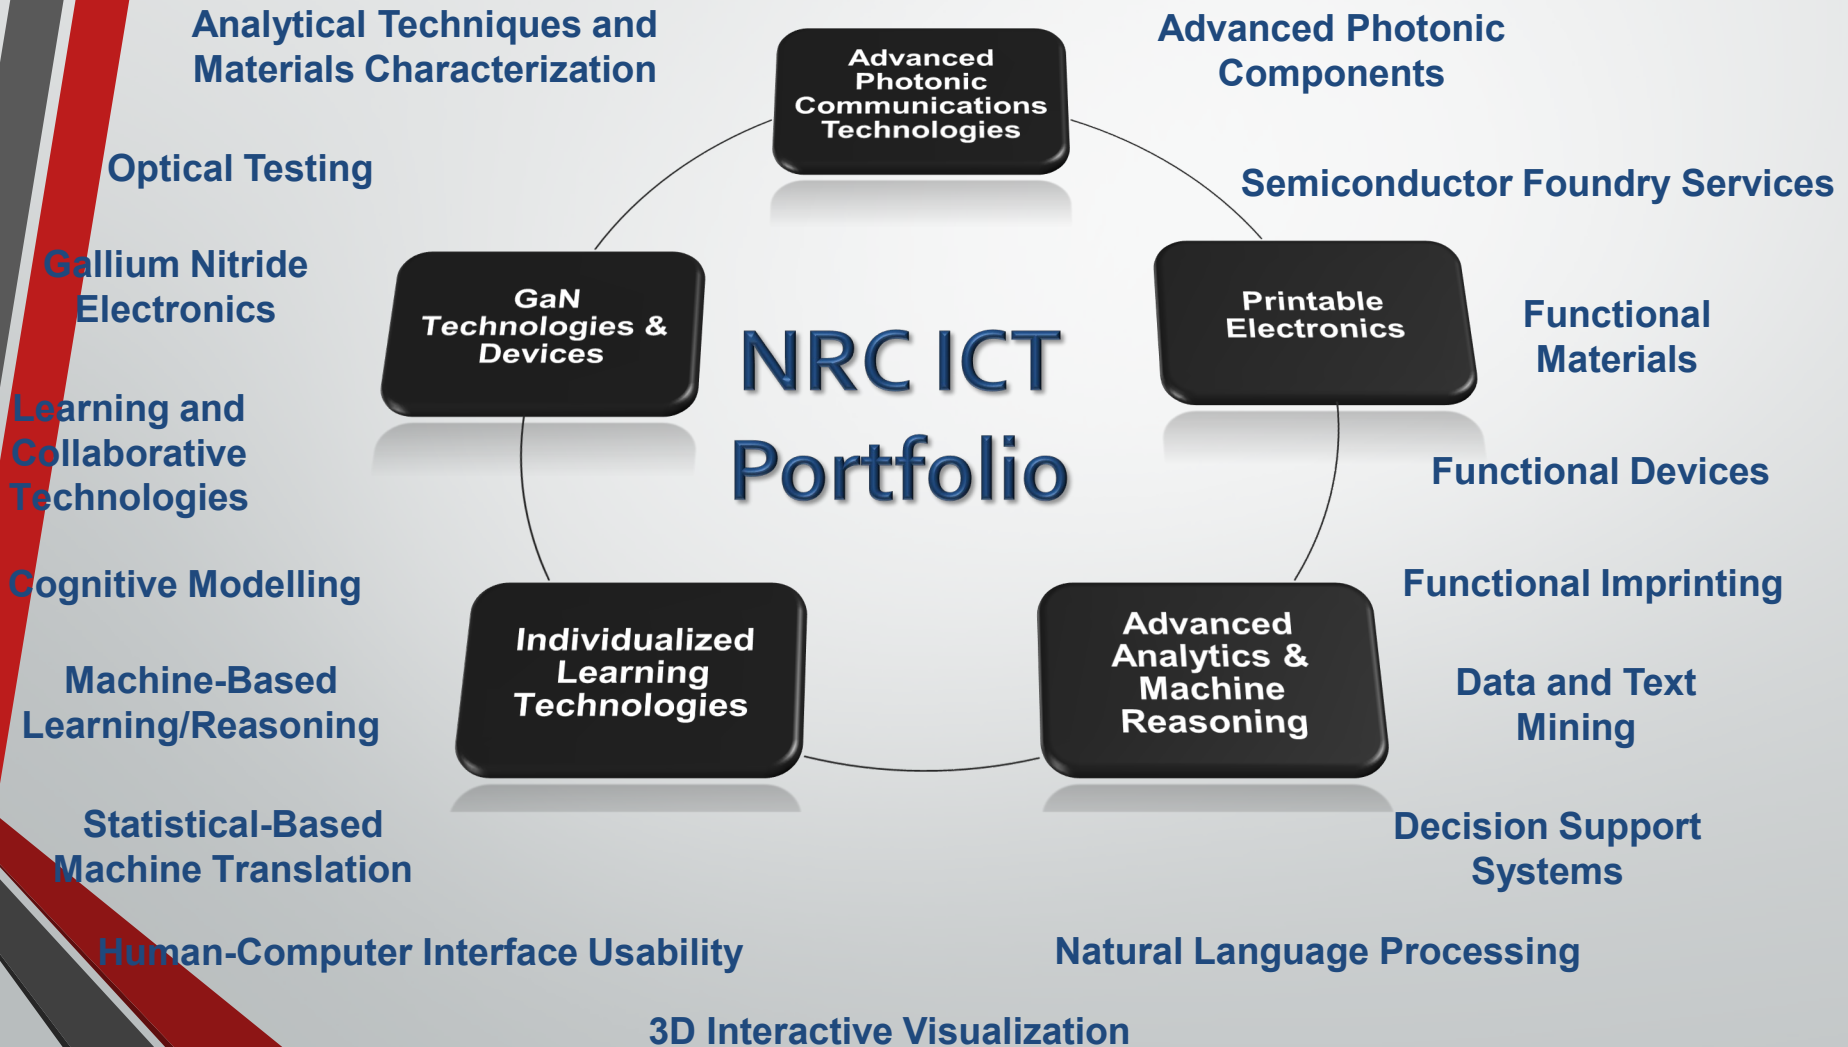 Analytical Techniques and
Materials Characterization
Advanced
Photonic
Communications
Technologies
Advanced Photonic
Components
Optical Testing
Semiconductor Foundry Services
Gallium Nitride
Electronics
GaN
Technologies &
Devices
NRC ICT
Portfolio
Printable
Electronics
Functional
Materials
Learning and
Collaborative
Technologies
Functional Devices
Cognitive Modelling
Functional Imprinting
Individualized
Learning
Technologies
Advanced
Analytics &
Machine
Reasoning
Machine-Based
Learning/Reasoning
Data and Text
Mining
Statistical-Based
Machine Translation
Decision Support
Systems
Human-Computer Interface Usability
Natural Language Processing
3D Interactive Visualization